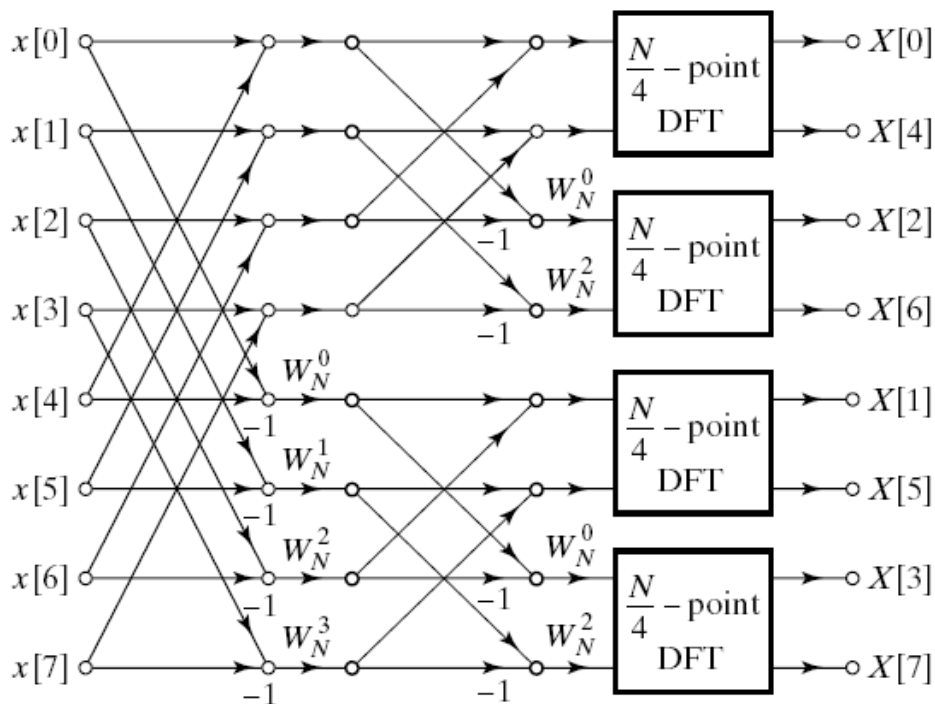 x[0] N/4 – point DFT X[0]
x[1] X[4]
W_N^0
x[2] –1 N/4 – point DFT X[2]
W_N^2
x[3] –1 X[6]
W_N^0
x[4] –1 N/4 – point DFT X[1]
W_N^1
x[5] –1 X[5]
W_N^2 W_N^0
x[6] –1 –1 N/4 – point DFT X[3]
W_N^3 W_N^2
x[7] –1 –1 X[7]